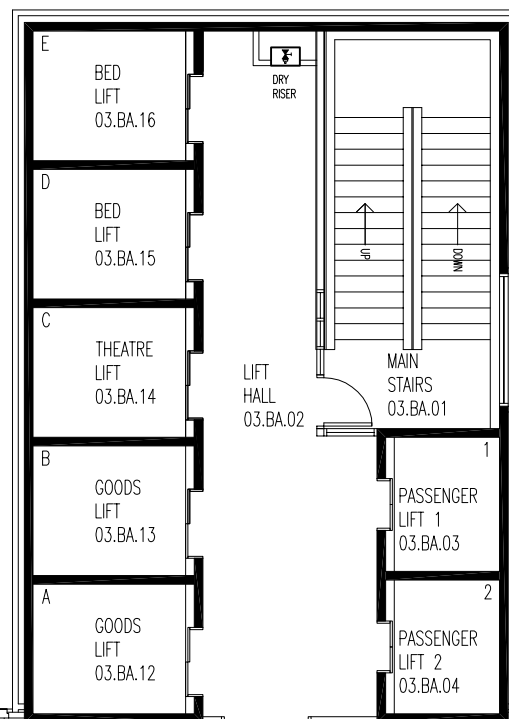 E
BED
LIFT
03.BA.16
DRY
RISER
D
BED
LIFT
03.BA.15
UP
DOWN
C
THEATRE
LIFT
03.BA.14
LIFT
HALL
03.BA.02
MAIN
STAIRS
03.BA.01
B
GOODS
LIFT
03.BA.13
1
PASSENGER
LIFT 1
03.BA.03
A
GOODS
LIFT
03.BA.12
2
PASSENGER
LIFT 2
03.BA.04